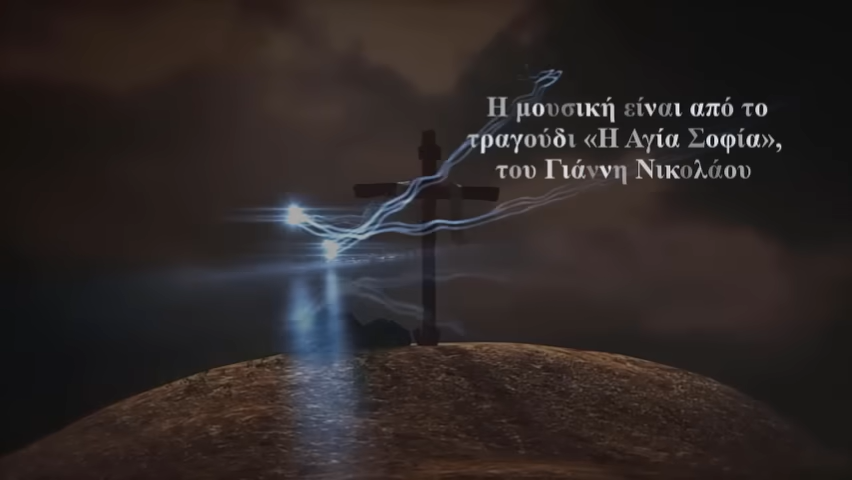 Η μουσική είναι από το
τραγούδι «Η Αγία Σοφία»,
του Γιάννη Νικολάου